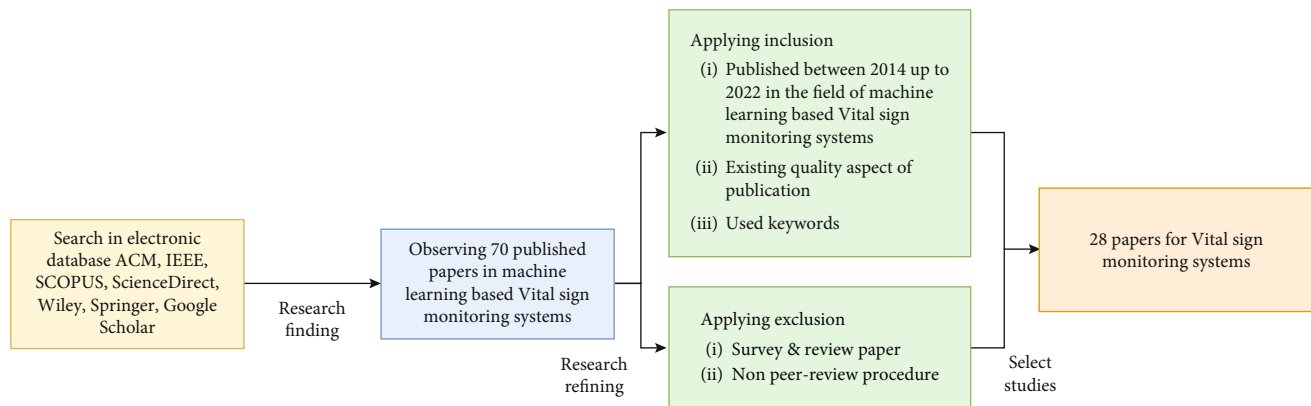 Search in electronic
database ACM, IEEE,
SCOPUS, ScienceDirect,
Wiley, Springer, Google
Scholar
Research
finding
Observing 70 published
papers in machine
learning based Vital sign
monitoring systems
Research
refining
Applying inclusion
(i) Published between 2014 up to
2022 in the field of machine
learning based Vital sign
monitoring systems
(ii) Existing quality aspect of
publication
(iii) Used keywords
Applying exclusion
(i) Survey & review paper
(ii) Non peer-review procedure
Select
studies
28 papers for Vital sign
monitoring systems